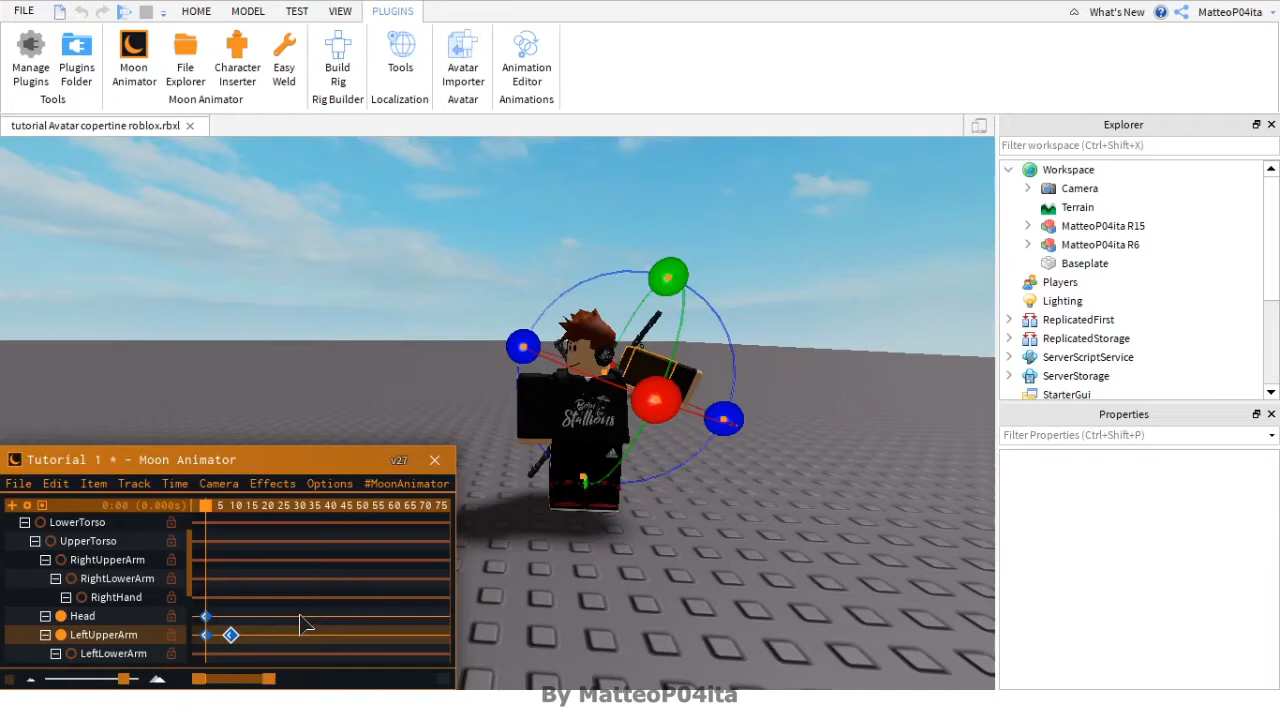 FILE HOME MODEL TEST VIEW PLUGINS What's New MatteoP04ita
Manage Plugins
Plugins Folder
Moon Animator
File Explorer
Character Inserter
Easy Weld
Build Rig
Tools
Avatar Importer
Animation Editor
Tools Moon Animator Rig Builder Localization Avatar Animations
tutorial Avatar copertine roblox.rbxl
Explorer
Filter workspace (Ctrl+Shift+X)
Workspace
Camera
Terrain
MatteoP04ita R15
MatteoP04ita R6
Baseplate
Players
Lighting
ReplicatedFirst
ReplicatedStorage
ServerScriptService
ServerStorage
StarterGui
Properties
Filter Properties (Ctrl+Shift+P)
Stallions
Tutorial 1 * - Moon Animator v27
File Edit Item Track Time Camera Effects Options #MoonAnimator
0:00 (0.000s) 5 10 15 20 25 30 35 40 45 50 55 60 65 70 75
LowerTorso
UpperTorso
RightUpperArm
RightLowerArm
RightHand
Head
LeftUpperArm
LeftLowerArm
By MatteoP04ita